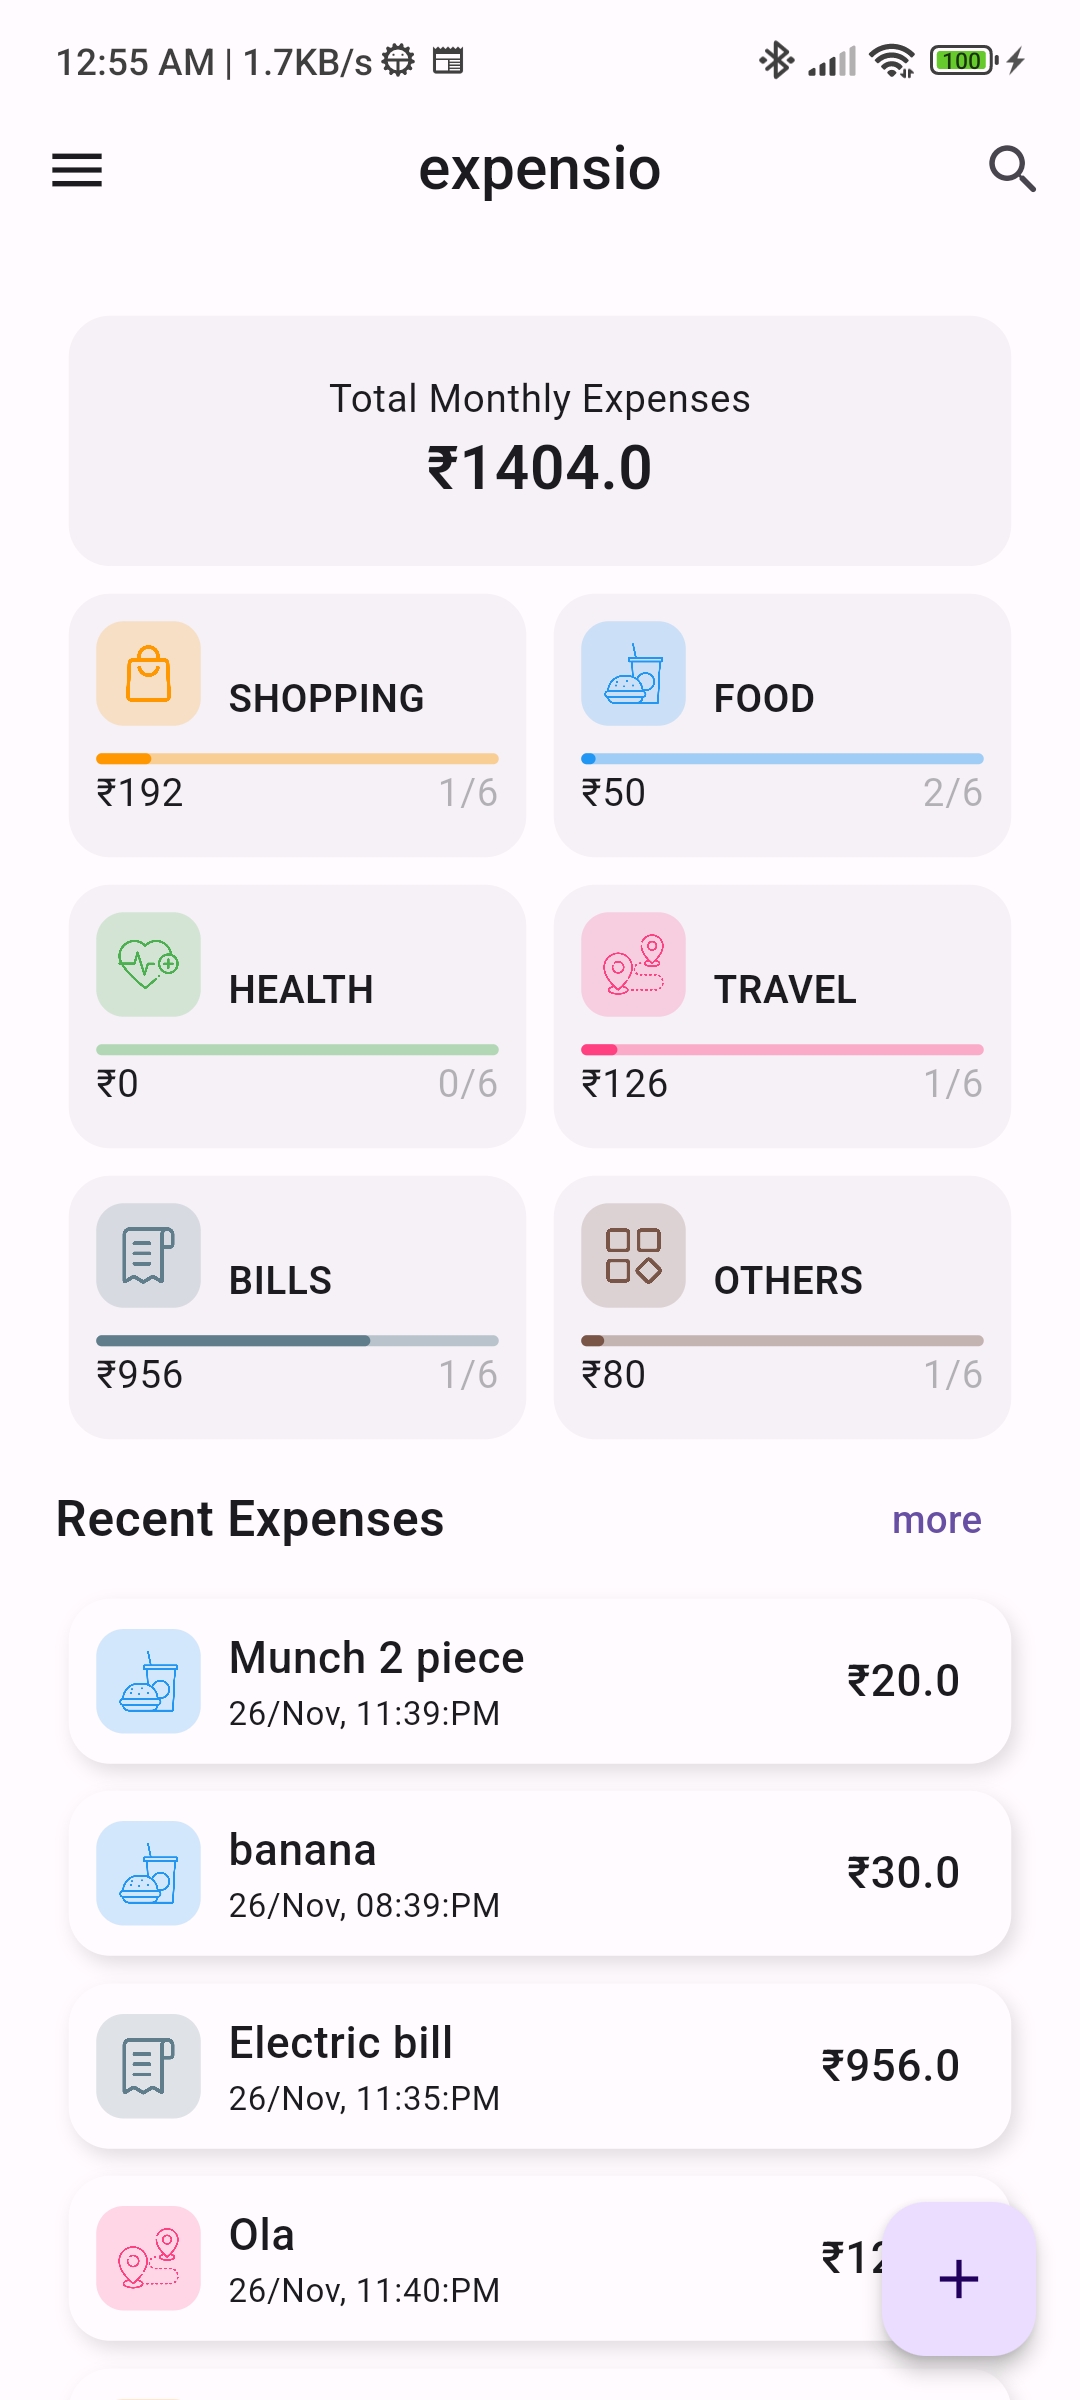 12:55 AM | 1.7KB/s
100
expensio
Total Monthly Expenses
₹1404.0
SHOPPING
₹192 1/6
FOOD
₹50 2/6
HEALTH
₹0 0/6
TRAVEL
₹126 1/6
BILLS
₹956 1/6
OTHERS
₹80 1/6
Recent Expenses more
Munch 2 piece
26/Nov, 11:39:PM
₹20.0
banana
26/Nov, 08:39:PM
₹30.0
Electric bill
26/Nov, 11:35:PM
₹956.0
Ola
26/Nov, 11:40:PM
₹12